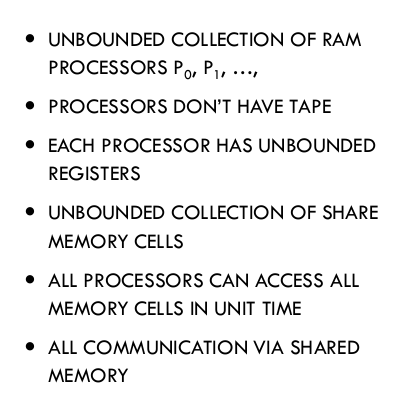 • UNBOUNDED COLLECTION OF RAM
PROCESSORS P₀, P₁, …,
• PROCESSORS DON'T HAVE TAPE
• EACH PROCESSOR HAS UNBOUNDED
REGISTERS
• UNBOUNDED COLLECTION OF SHARE
MEMORY CELLS
• ALL PROCESSORS CAN ACCESS ALL
MEMORY CELLS IN UNIT TIME
• ALL COMMUNICATION VIA SHARED
MEMORY